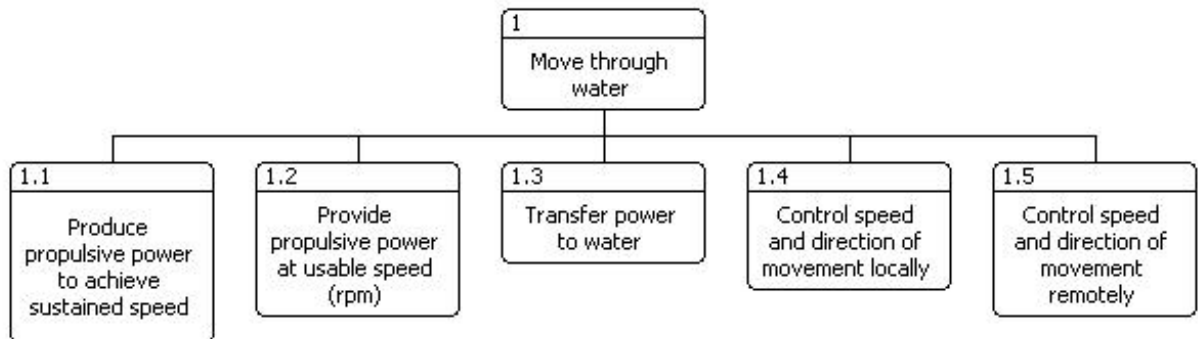 1
Move through
water
1.1
Produce
propulsive power
to achieve
sustained speed
1.2
Provide
propulsive power
at usable speed
(rpm)
1.3
Transfer power
to water
1.4
Control speed
and direction of
movement locally
1.5
Control speed
and direction of
movement
remotely